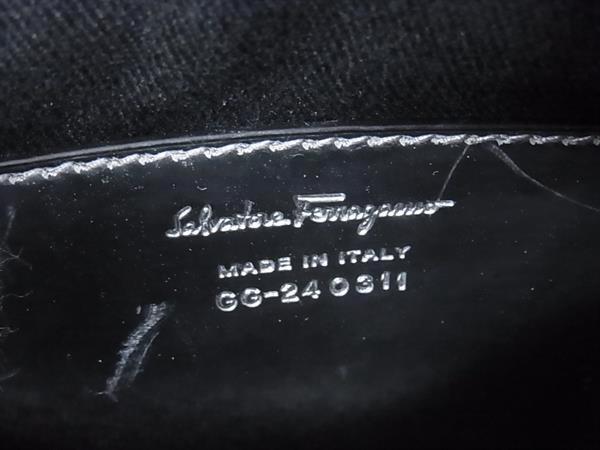 Salvatore Ferragamo
MADE IN ITALY
GG-24 0311